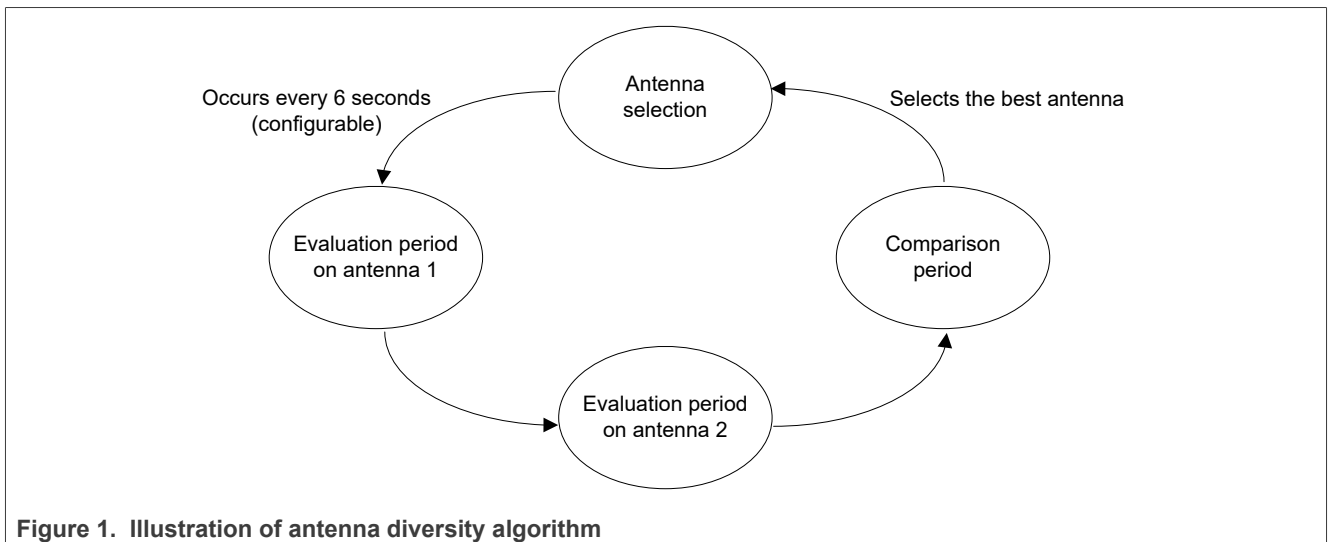 Antenna
selection
Occurs every 6 seconds
(configurable)
Selects the best antenna
Evaluation period
on antenna 1
Comparison
period
Evaluation period
on antenna 2
Figure 1. Illustration of antenna diversity algorithm